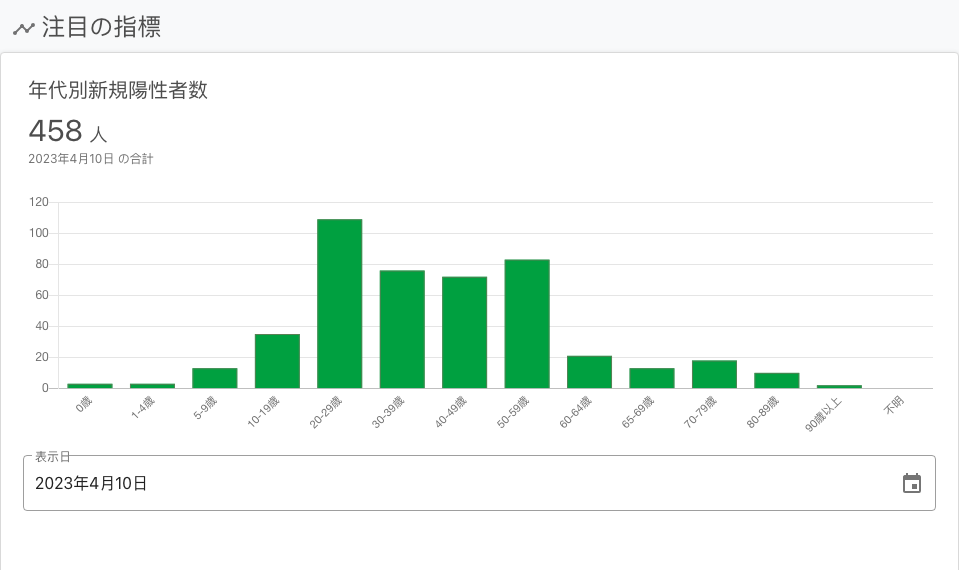 注目の指標
年代別新規陽性者数
458 人
2023年4月10日 の合計
120
100
80
60
40
20
0
0歳
1-4歳
5-9歳
10-19歳
20-29歳
30-39歳
40-49歳
50-59歳
60-64歳
65-69歳
70-79歳
80-89歳
90歳以上
不明
表示日
2023年4月10日